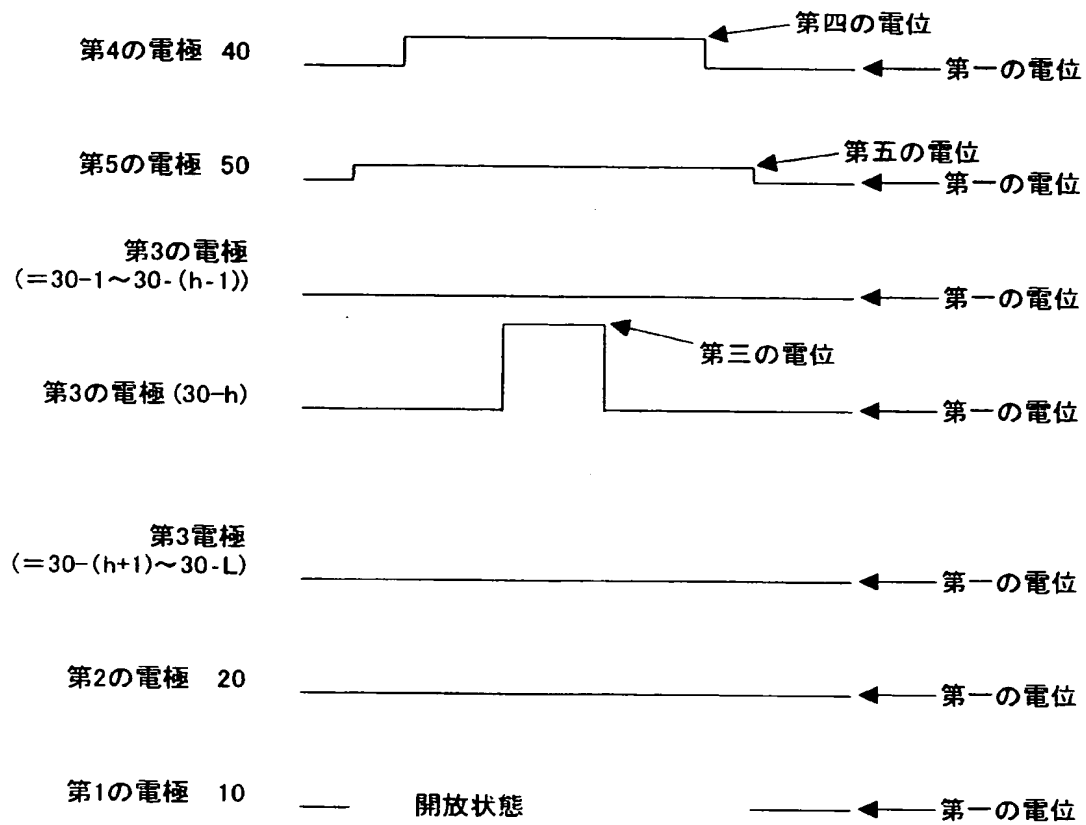 第四の電位
第4の電極 40
第一の電位
第五の電位
第5の電極 50
第一の電位
第3の電極
(=30-1～30-(h-1))
第一の電位
第三の電位
第3の電極(30-h)
第一の電位
第3電極
(=30-(h+1)～30-L)
第一の電位
第2の電極 20
第一の電位
第1の電極 10
開放状態
第一の電位